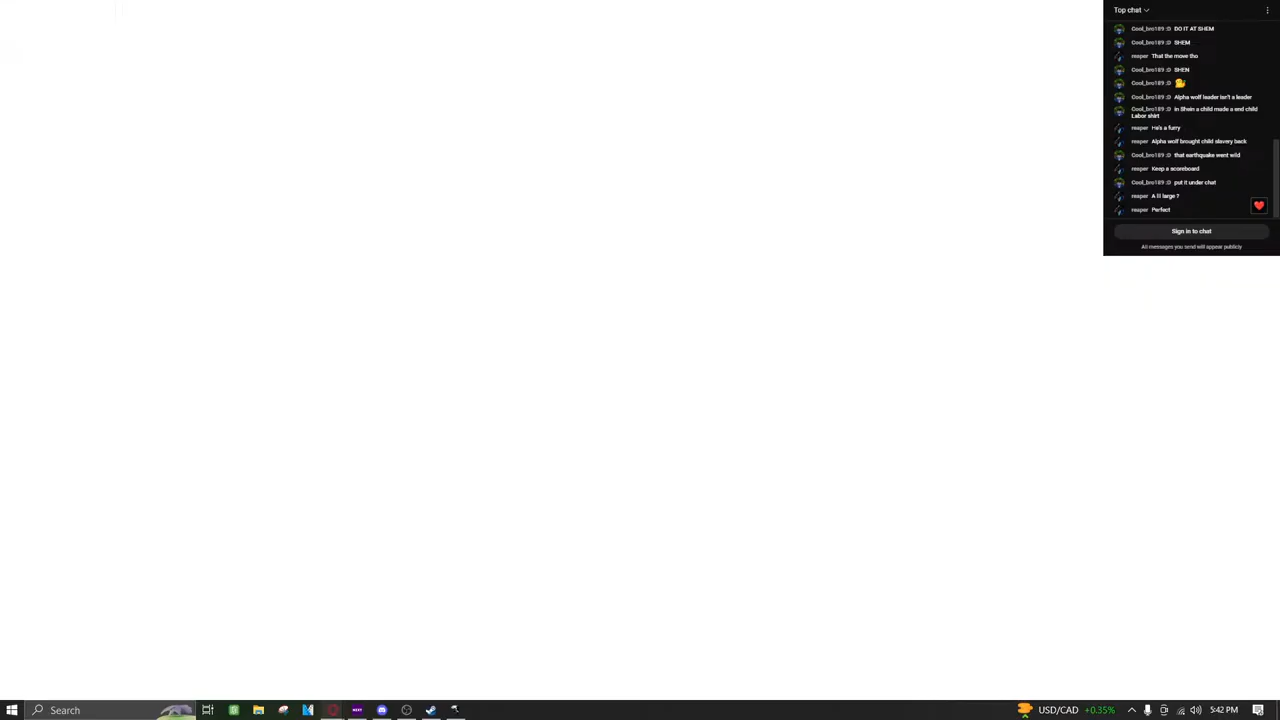 Top chat
Cool_bro189 DO IT AT SHEM
Cool_bro189 SHEM
reaper That the move tho
Cool_bro189 SHEN
Cool_bro189
Cool_bro189 Alpha wolf leader isn't a leader
Cool_bro189 in Shein a child made a end child
Labor shirt
reaper He's a furry
reaper Alpha wolf brought child slavery back
Cool_bro189 that earthquake went wild
reaper Keep a scoreboard
Cool_bro189 put it under chat
reaper A lil large ?
reaper Perfect
Sign in to chat
All messages you send will appear publicly
Search
NEXT
USD/CAD +0.35%
5:42 PM